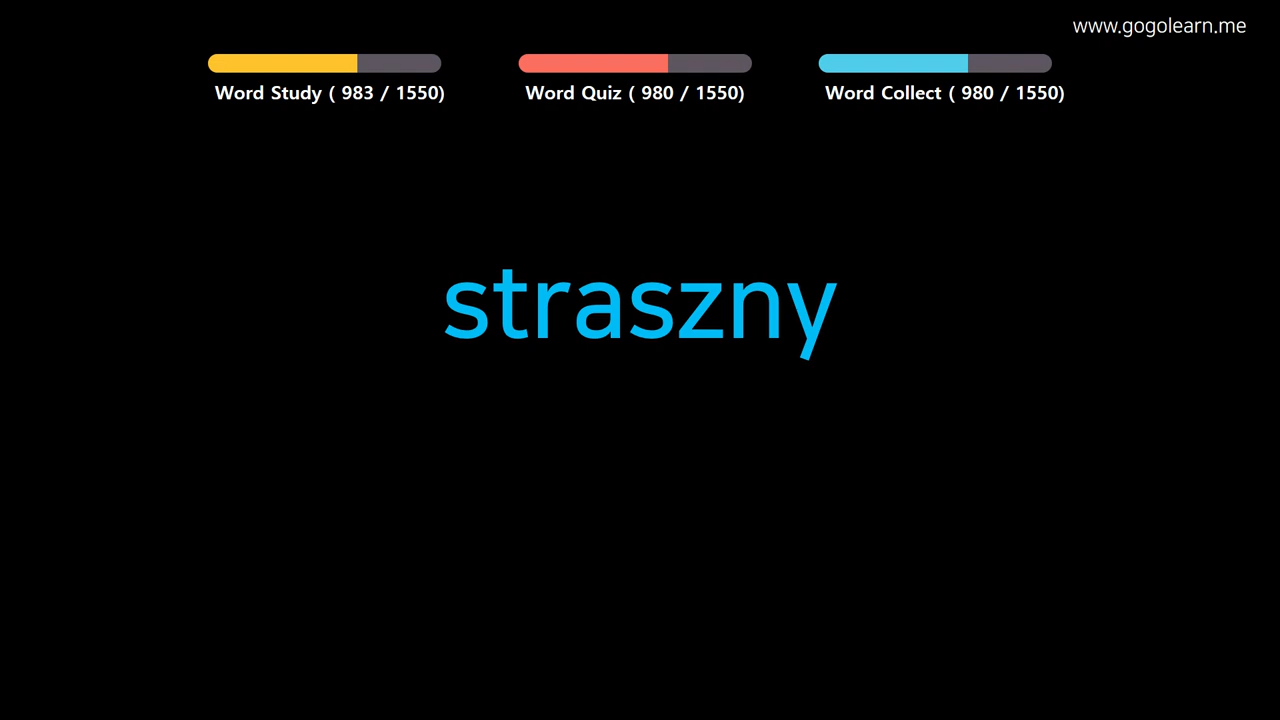 www.gogolearn.me
Word Study ( 983 / 1550)
Word Quiz ( 980 / 1550)
Word Collect ( 980 / 1550)
straszny